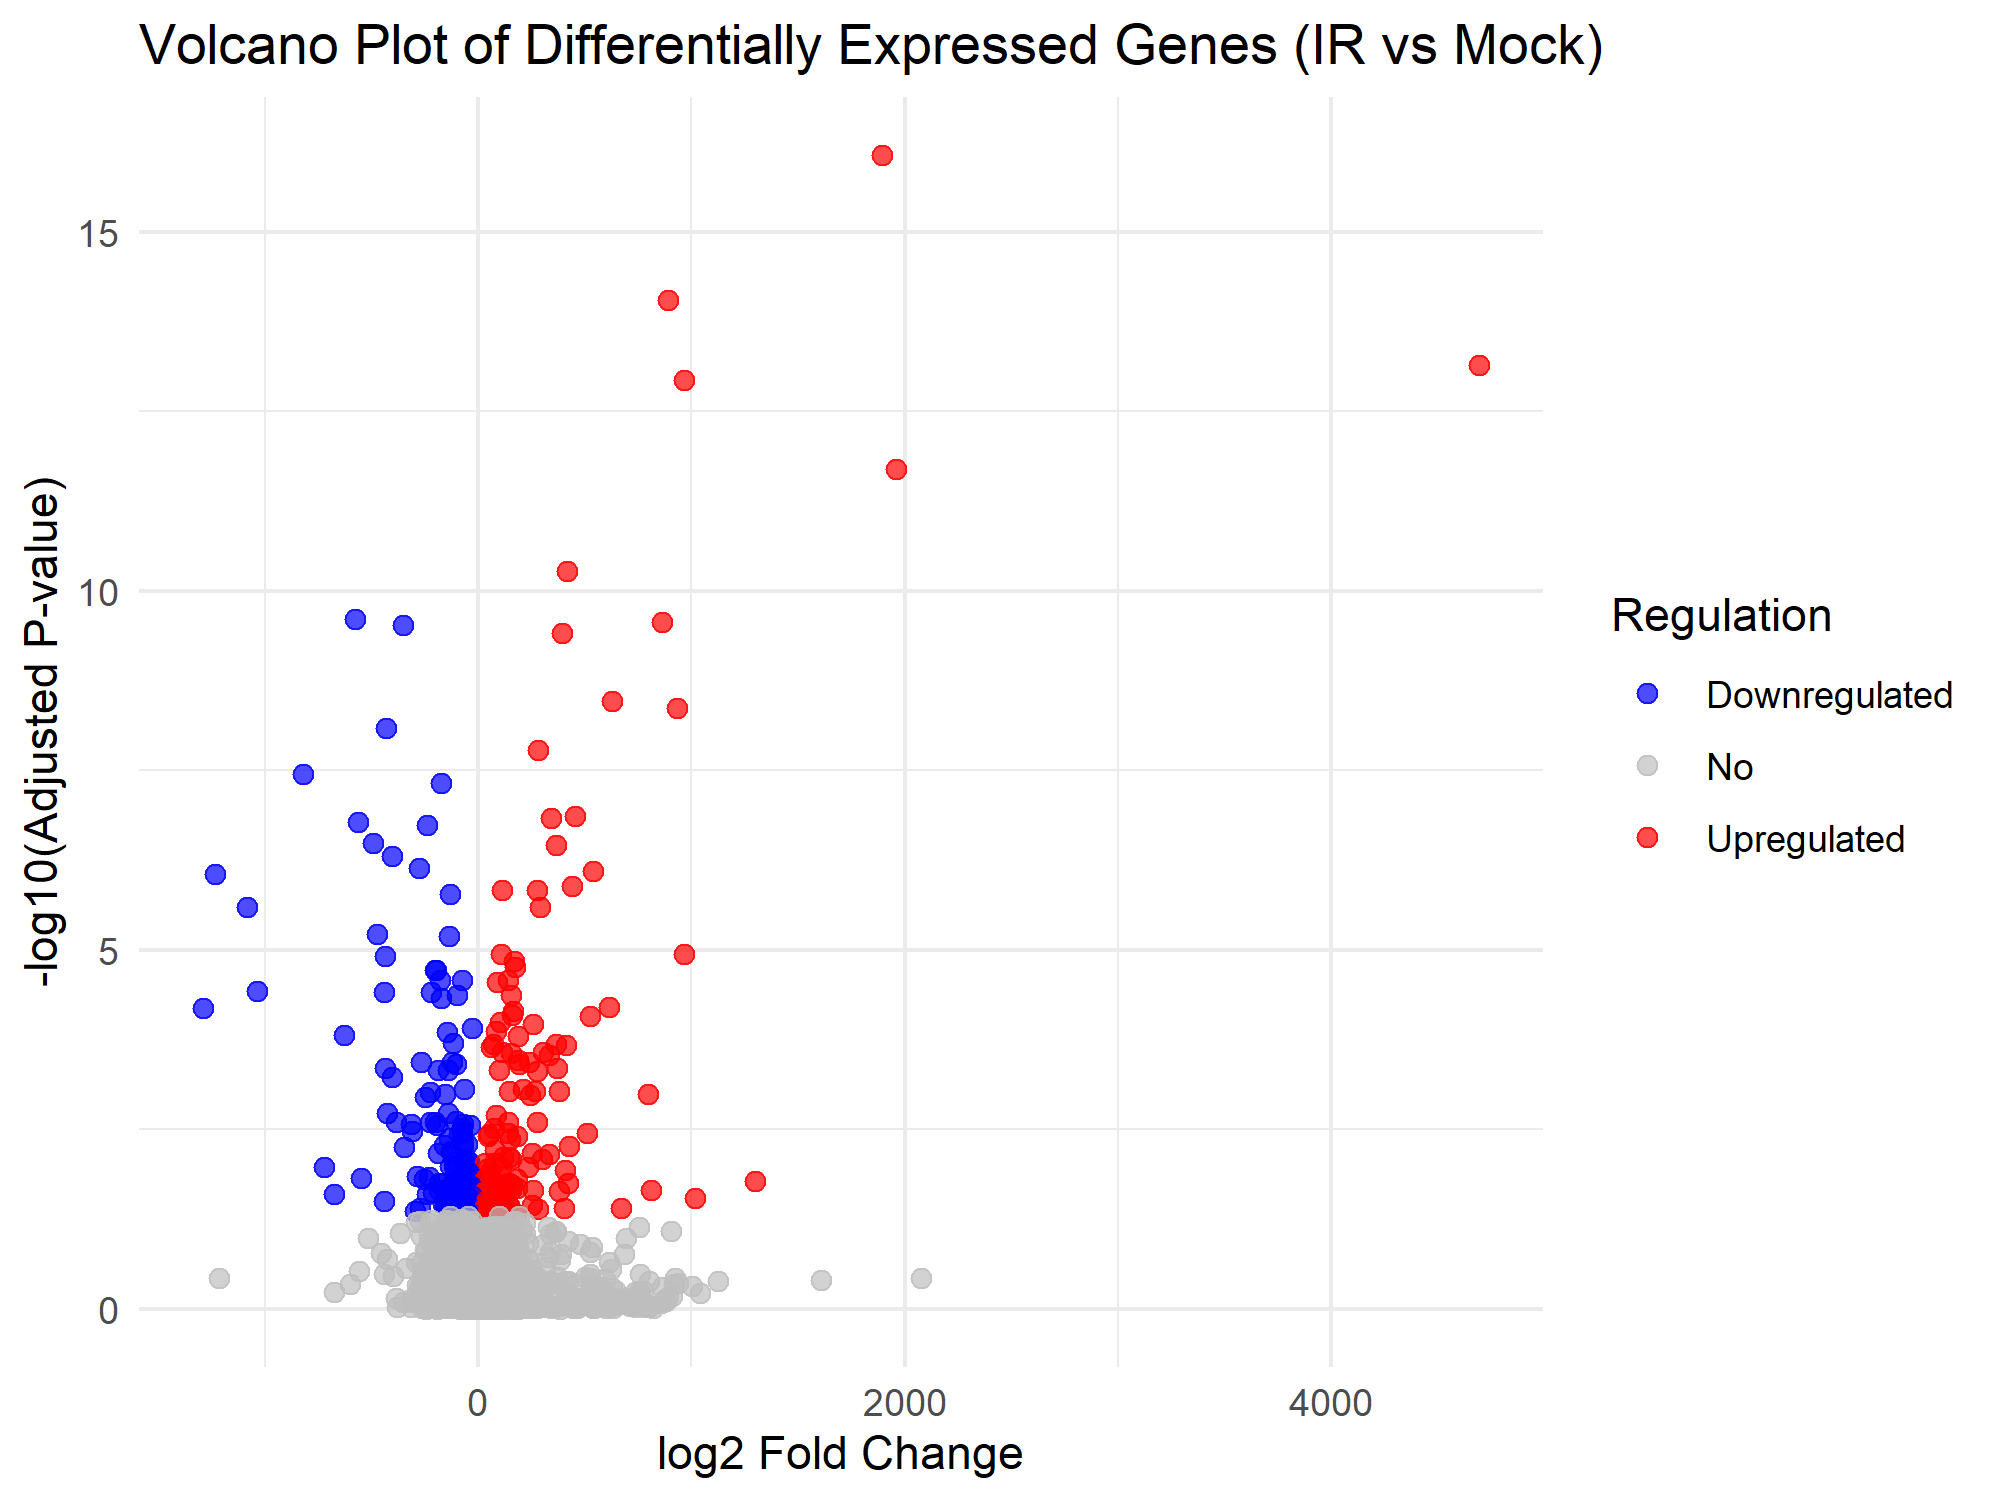 Volcano Plot of Differentially Expressed Genes (IR vs Mock)
-log10(Adjusted P-value)
15
10
5
0
0 2000 4000
log2 Fold Change
Regulation
Downregulated
No
Upregulated